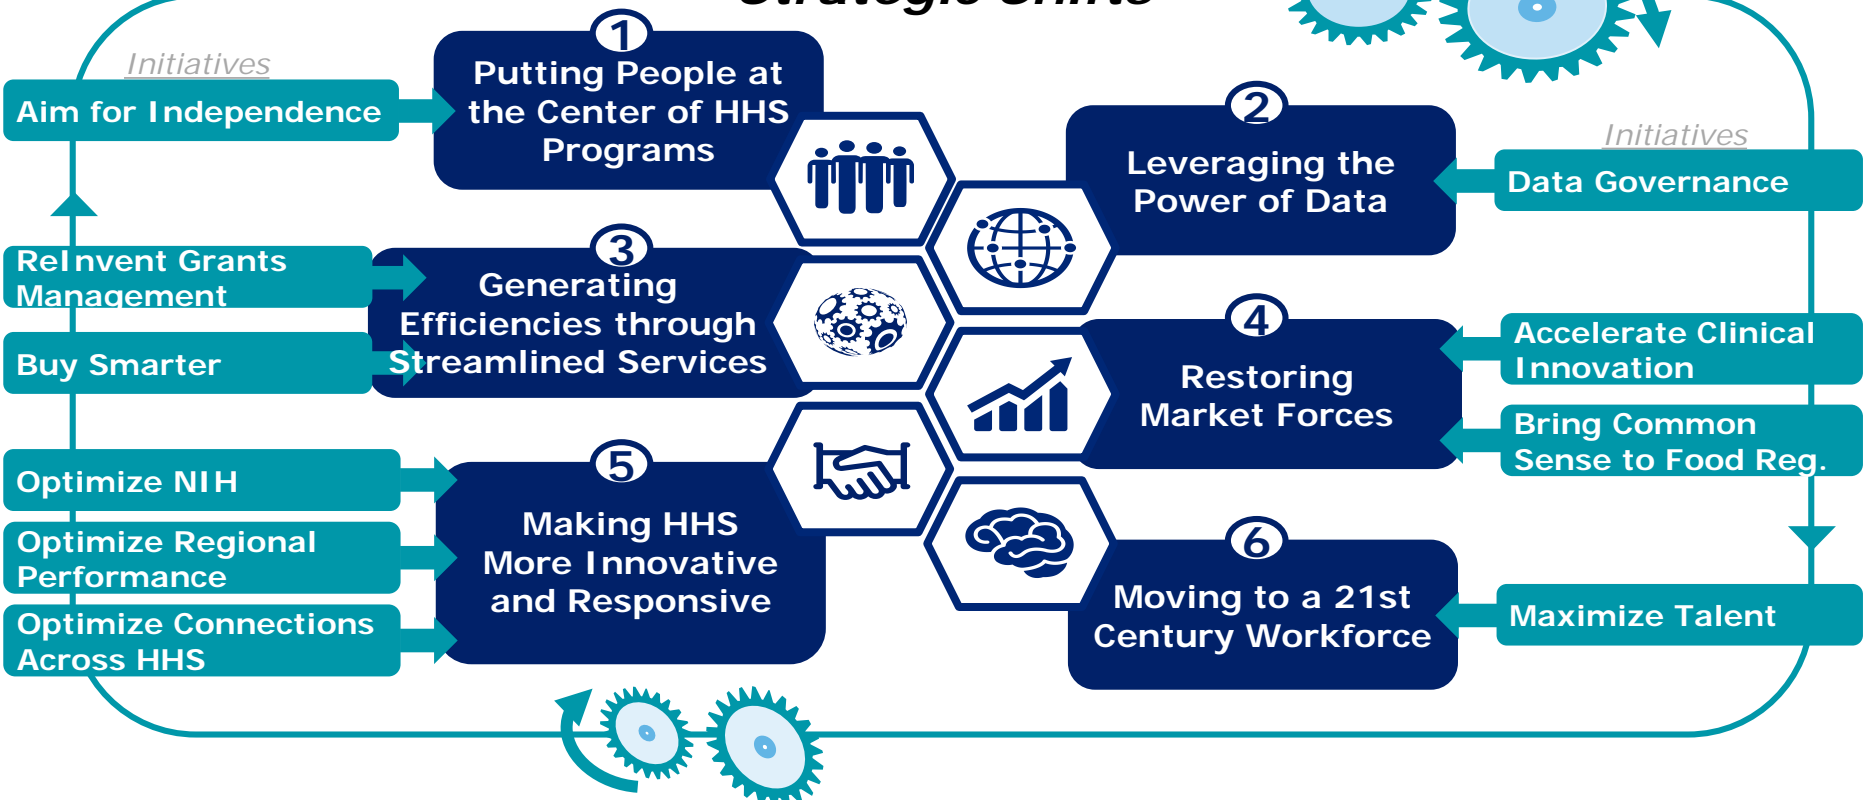 Strategic Shifts
Initiatives
Aim for Independence
1
Putting People at
the Center of HHS
Programs
2
Leveraging the
Power of Data
Initiatives
Data Governance
ReInvent Grants
Management
Buy Smarter
3
Generating
Efficiencies through
Streamlined Services
4
Restoring
Market Forces
Accelerate Clinical
Innovation
Bring Common
Sense to Food Reg.
Optimize NIH
Optimize Regional
Performance
Optimize Connections
Across HHS
5
Making HHS
More Innovative
and Responsive
6
Moving to a 21st
Century Workforce
Maximize Talent